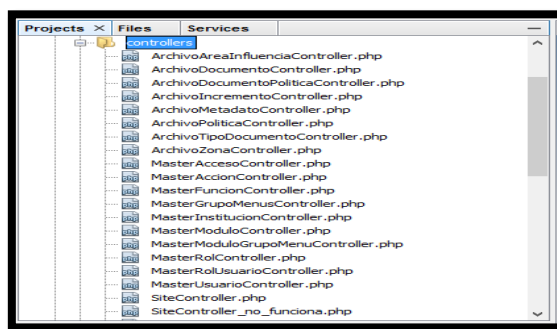 Projects Files Services
controllers
ArchivoAreaInfluenciaController.php
ArchivoDocumentoController.php
ArchivoDocumentoPoliticaController.php
ArchivoIncrementoController.php
ArchivoMetadatoController.php
ArchivoPoliticaController.php
ArchivoTipoDocumentoController.php
ArchivoZonaController.php
MasterAccesoController.php
MasterAccionController.php
MasterFuncionController.php
MasterGrupoMenusController.php
MasterInstitucionController.php
MasterModuloController.php
MasterModuloGrupoMenuController.php
MasterRolController.php
MasterRolUsuarioController.php
MasterUsuarioController.php
SiteController.php
SiteController_no_funciona.php